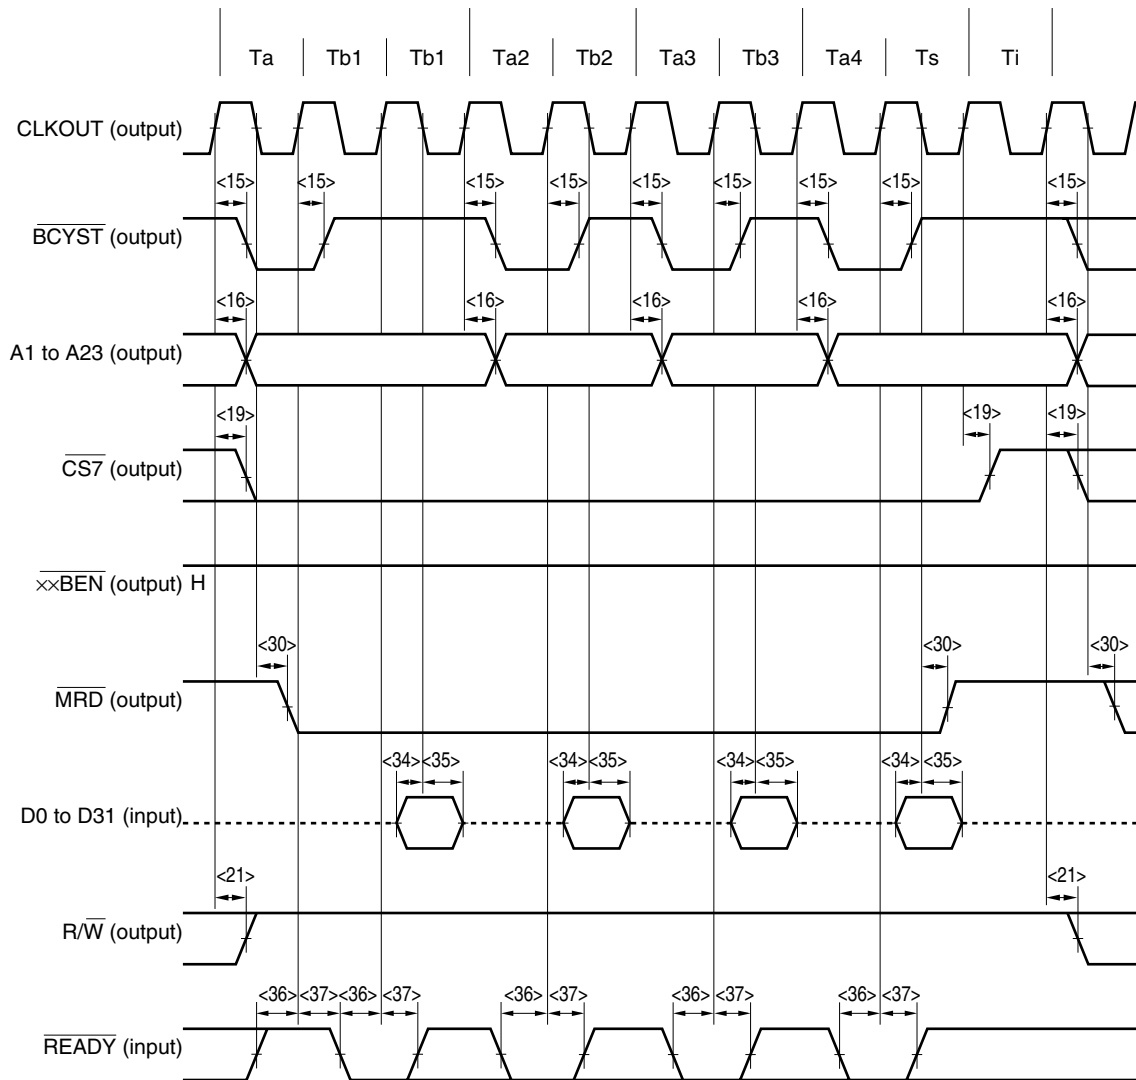 Ta Tb1 Tb1 Ta2 Tb2 Ta3 Tb3 Ta4 Ts Ti
CLKOUT (output)
<15> <15> <15> <15> <15> <15> <15> <15> <15>
BCYST (output)
<16> <16> <16> <16> <16>
A1 to A23 (output)
<19> <19> <19>
CS7 (output)
××BEN (output) H
<30> <30> <30>
MRD (output)
<34> <35> <34> <35> <34> <35> <34> <35>
D0 to D31 (input)
<21> <21>
R/W (output)
<36> <37> <36> <37> <36> <37> <36> <37> <36> <37>
READY (input)